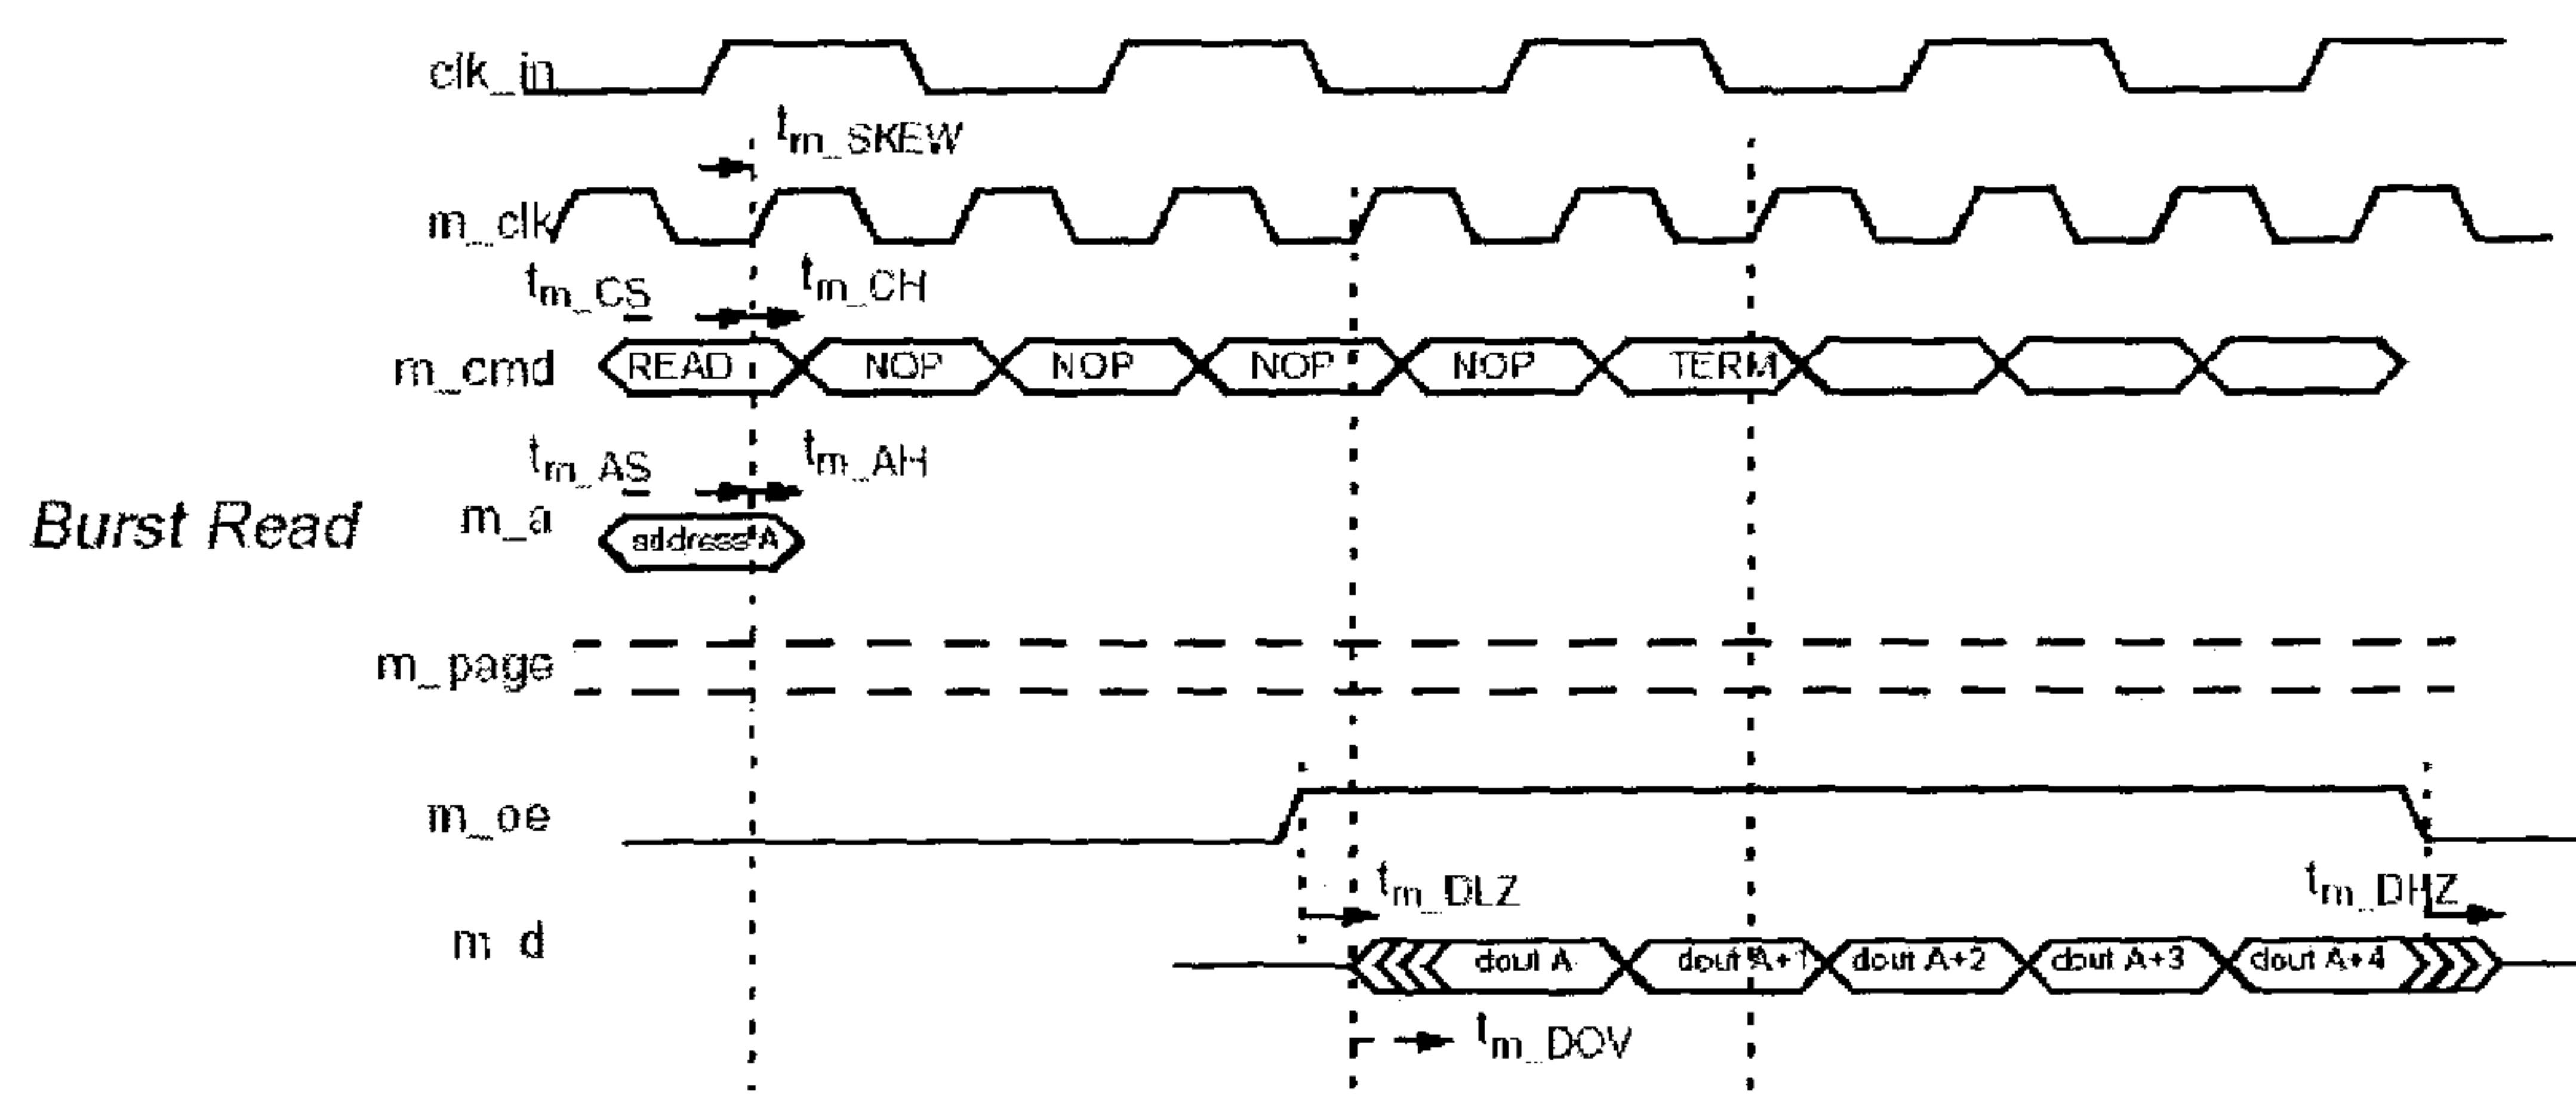 clk_in
tm_SKEW
m_clk
tm_CS tm_CH
m_cmd READ NOP NOP NOP NOP TERM
tm_AS tm_AH
Burst Read m_a address A
m_page
m_oe
tm_DLZ tm_DHZ
m_d dout A dout A+1 dout A+2 dout A+3 dout A+4
tm_DOV